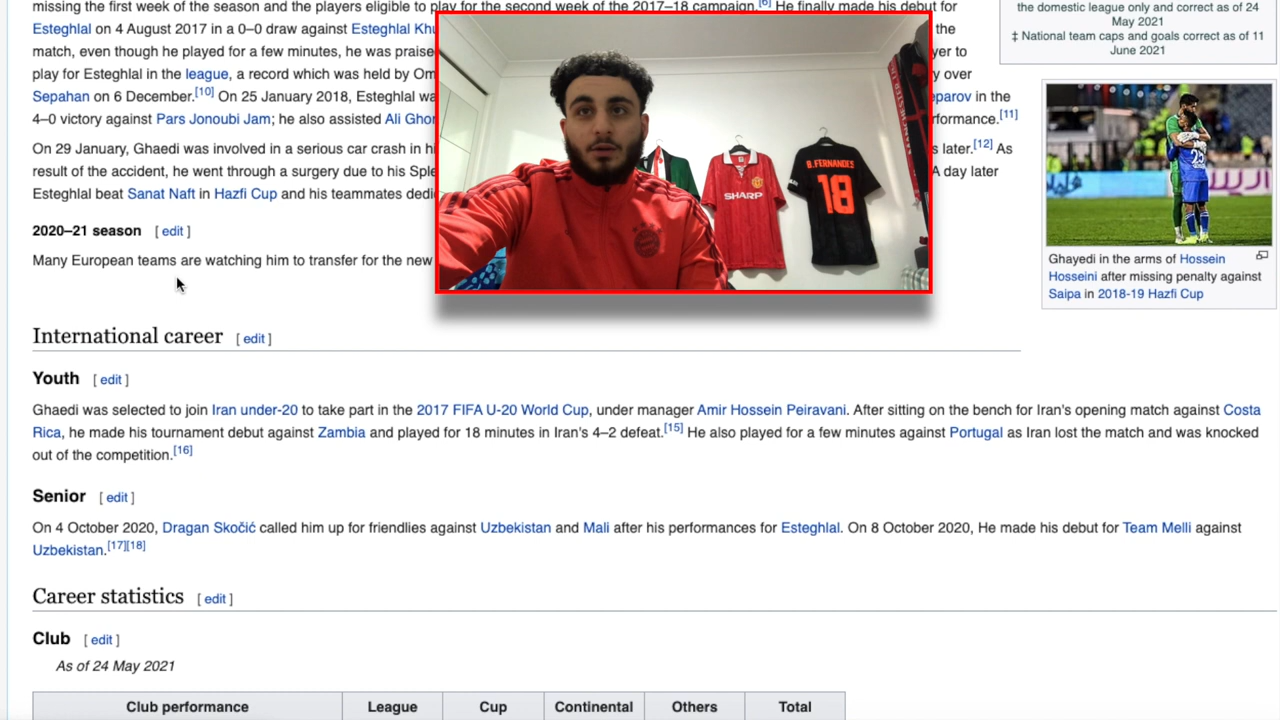 missing the first week of the season and the players eligible to play for the second week of the 2017–18 campaign.[6] He finally made his debut for
Esteghlal on 4 August 2017 in a 0–0 draw against Esteghlal Khu
the
match, even though he played for a few minutes, he was praise
yer to
play for Esteghlal in the league, a record which was held by Om
y over
Sepahan on 6 December.[10] On 25 January 2018, Esteghlal wa
eparov in the
4–0 victory against Pars Jonoubi Jam; he also assisted Ali Ghor
rformance.[11]
On 29 January, Ghaedi was involved in a serious car crash in hi
s later.[12] As
result of the accident, he went through a surgery due to his Sple
A day later
Esteghlal beat Sanat Naft in Hazfi Cup and his teammates dedi
2020–21 season [ edit ]
Many European teams are watching him to transfer for the new
B.FERNANDES
18
SHARP
the domestic league only and correct as of 24
May 2021
‡ National team caps and goals correct as of 11
June 2021
Ghayedi in the arms of Hossein
Hosseini after missing penalty against
Saipa in 2018-19 Hazfi Cup
International career [ edit ]
Youth [ edit ]
Ghaedi was selected to join Iran under-20 to take part in the 2017 FIFA U-20 World Cup, under manager Amir Hossein Peiravani. After sitting on the bench for Iran's opening match against Costa
Rica, he made his tournament debut against Zambia and played for 18 minutes in Iran's 4–2 defeat.[15] He also played for a few minutes against Portugal as Iran lost the match and was knocked
out of the competition.[16]
Senior [ edit ]
On 4 October 2020, Dragan Skočić called him up for friendlies against Uzbekistan and Mali after his performances for Esteghlal. On 8 October 2020, He made his debut for Team Melli against
Uzbekistan.[17][18]
Career statistics [ edit ]
Club [ edit ]
As of 24 May 2021
Club performance League Cup Continental Others Total